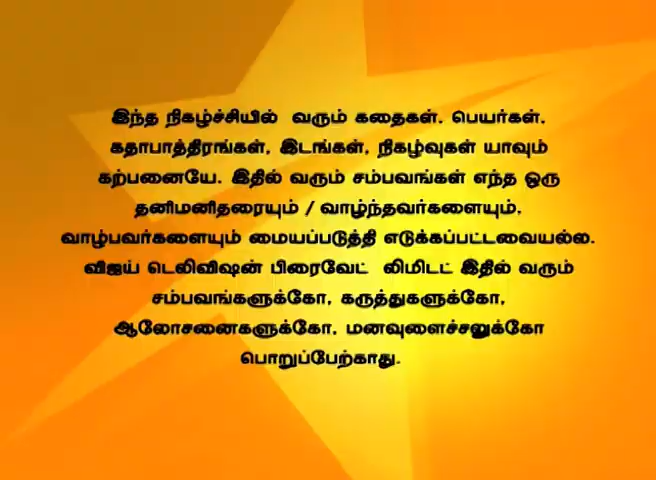 இந்த நிகழ்ச்சியில் வரும் கதைகள். பெயர்கள்.
கதாபாத்திரங்கள், இடங்கள், நிகழ்வுகள் யாவும்
கற்பனையே. இதில் வரும் சம்பவங்கள் எந்த ஒரு
தனிமனிதரையும் / வாழ்ந்தவர்களையும்.
வாழ்பவர்களையும் மையப்படுத்தி எடுக்கப்பட்டவையல்ல.
விஜய் டெலிவிஷன் பிரைவேட் லிமிடட் இதில் வரும்
சம்பவங்களுக்கோ, கருத்துகளுக்கோ,
ஆலோசனைகளுக்கோ, மனவுளைச்சலுக்கோ
பொறுப்பேற்காது.